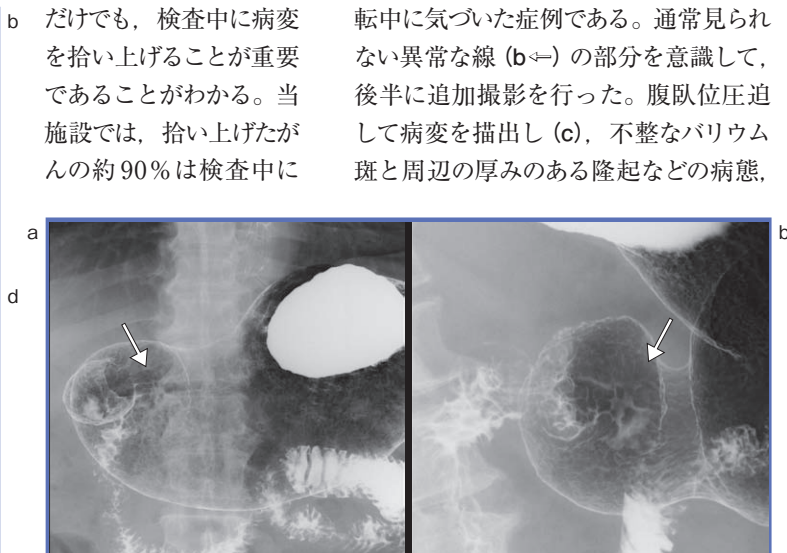 b
だけでも，検査中に病変
を拾い上げることが重要
であることがわかる。当
施設では，拾い上げたが
んの約90％は検査中に
転中に気づいた症例である。通常見られ
ない異常な線（b⇐）の部分を意識して，
後半に追加撮影を行った。腹臥位圧迫
して病変を描出し（c），不整なバリウム
斑と周辺の厚みのある隆起などの病態，
a
b
d